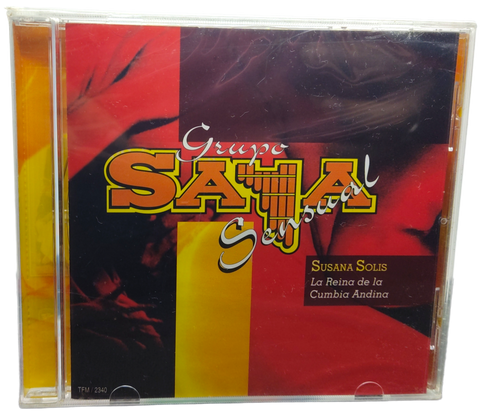 Grupo
SAYA
Sensual
SUSANA SOLIS
La Reina de la
Cumbia Andina
TFM : 2340